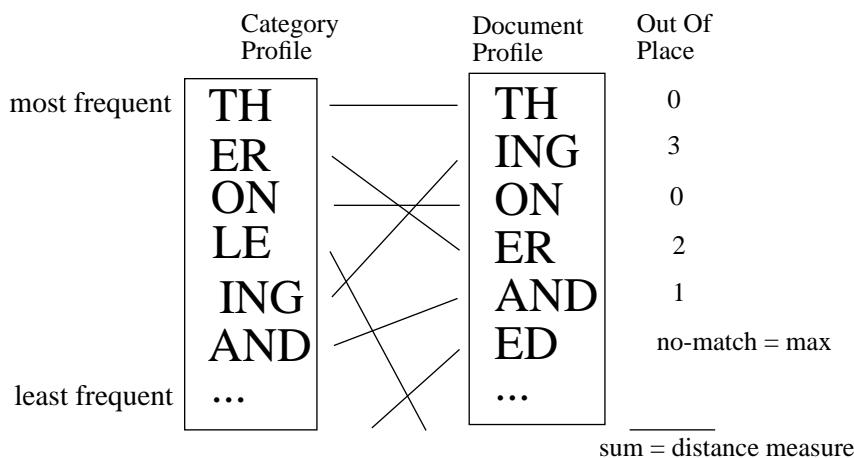 Category
Profile
Document
Profile
Out Of
Place
most frequent
TH
TH
0
ER
ING
3
ON
ON
0
LE
ER
2
ING
AND
1
AND
ED
no-match = max
least frequent
...
...
sum = distance measure